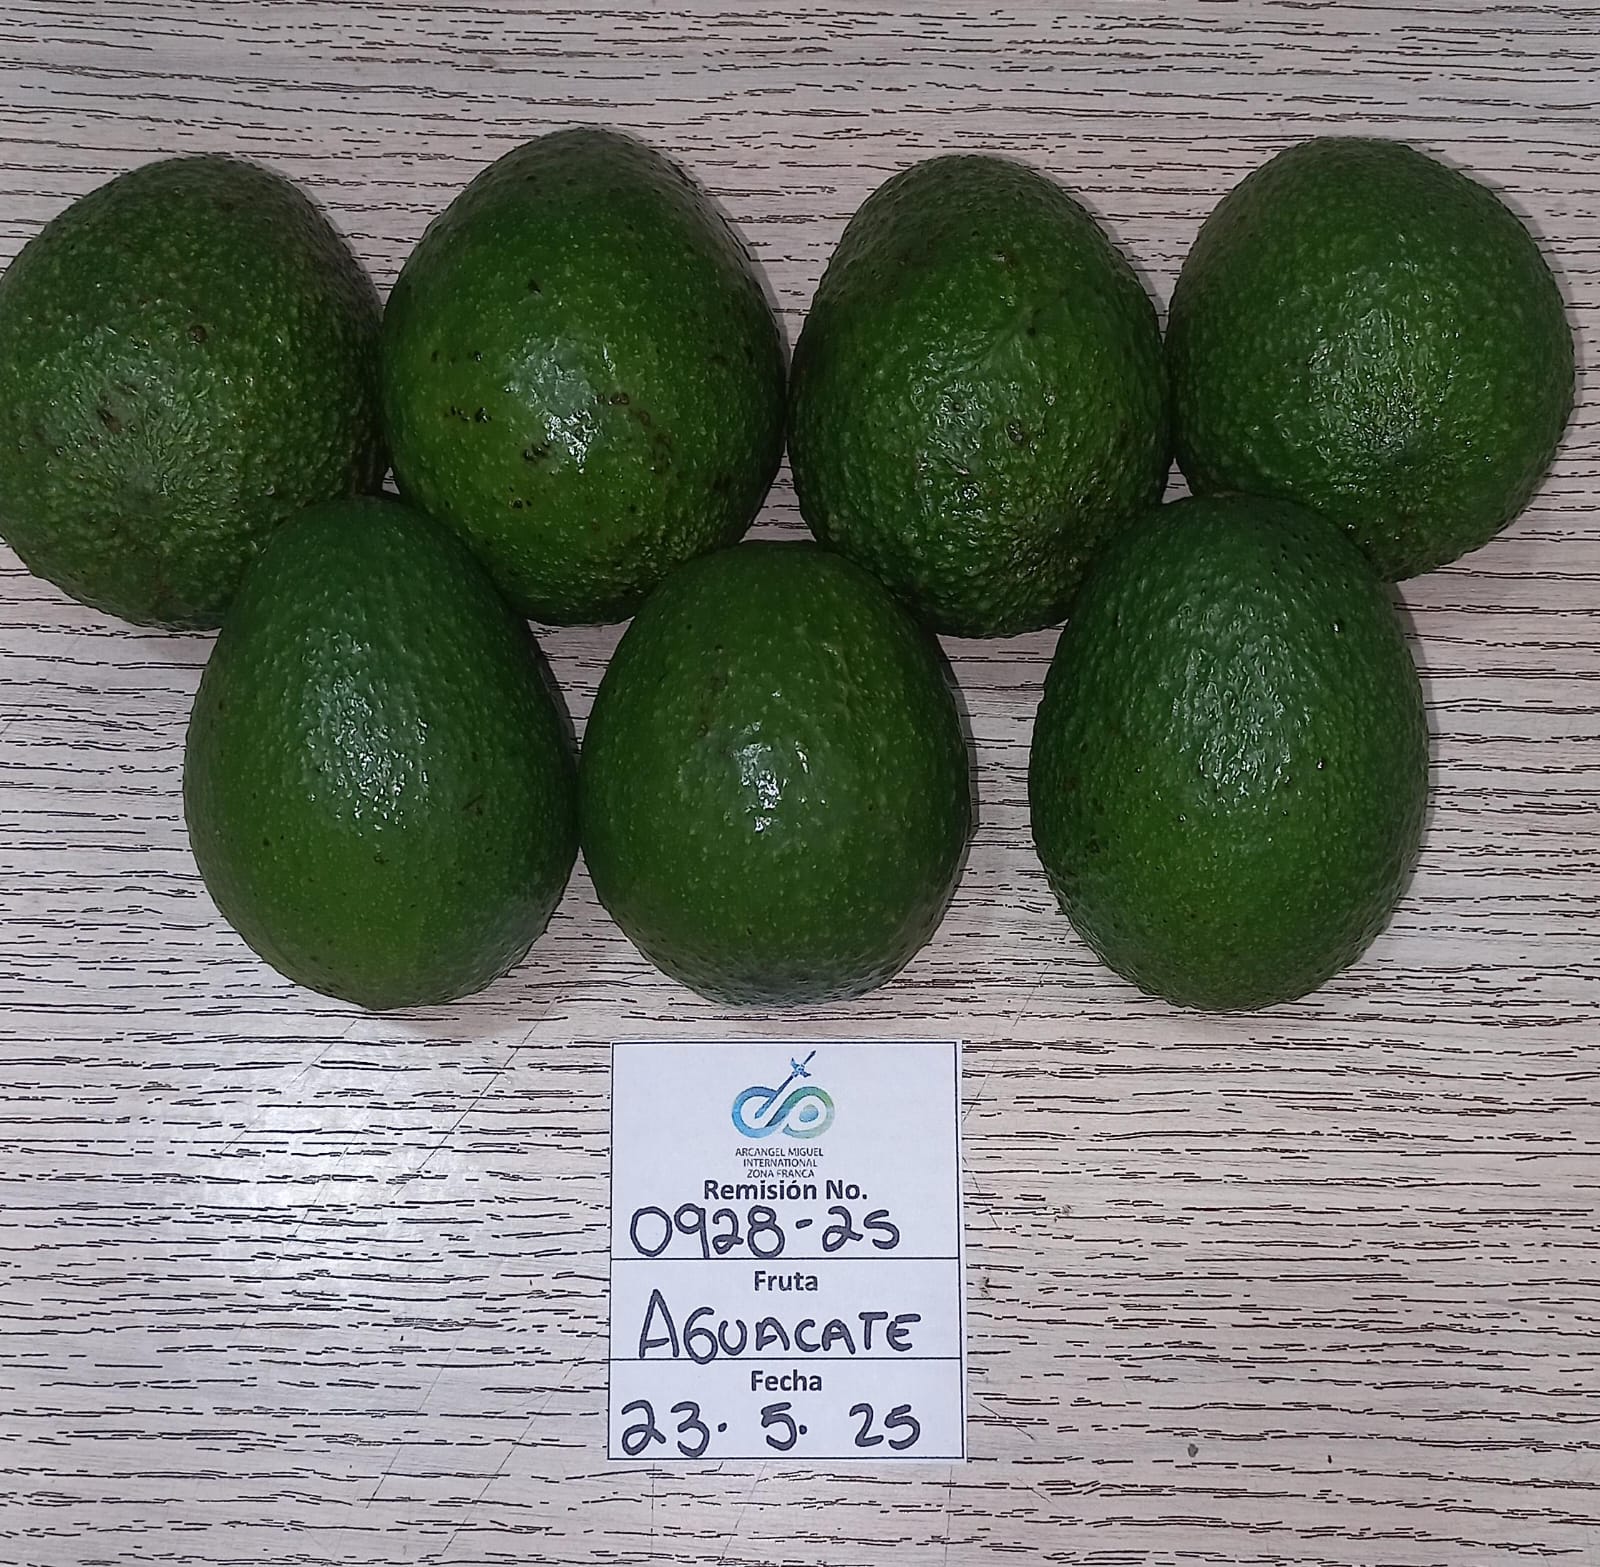 ARCANGEL MIGUEL
INTERNATIONAL
ZONA FRANCA
Remisión No.
0928-25
Fruta
AGUACATE
Fecha
23. 5. 25